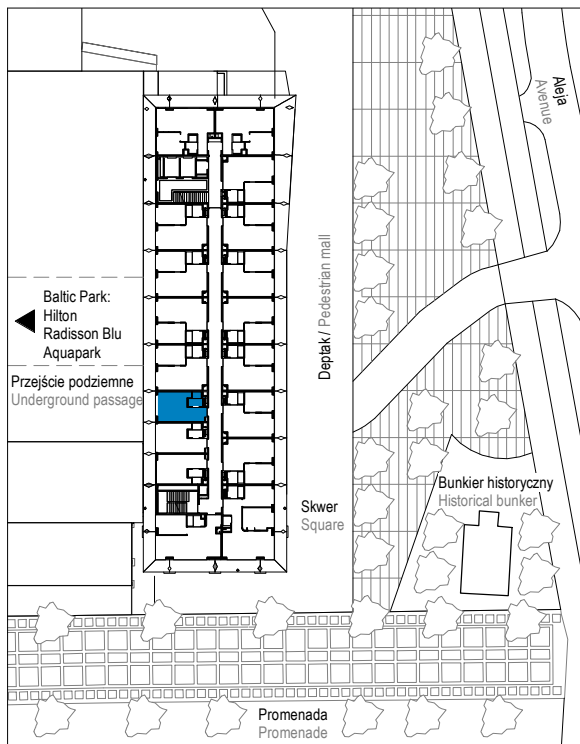 Aleja
Avenue
Baltic Park:
Hilton
Radisson Blu
Aquapark
Deptak / Pedestrian mall
Przejście podziemne
Underground passage
Bunkier historyczny
Historical bunker
Skwer
Square
Promenada
Promenade